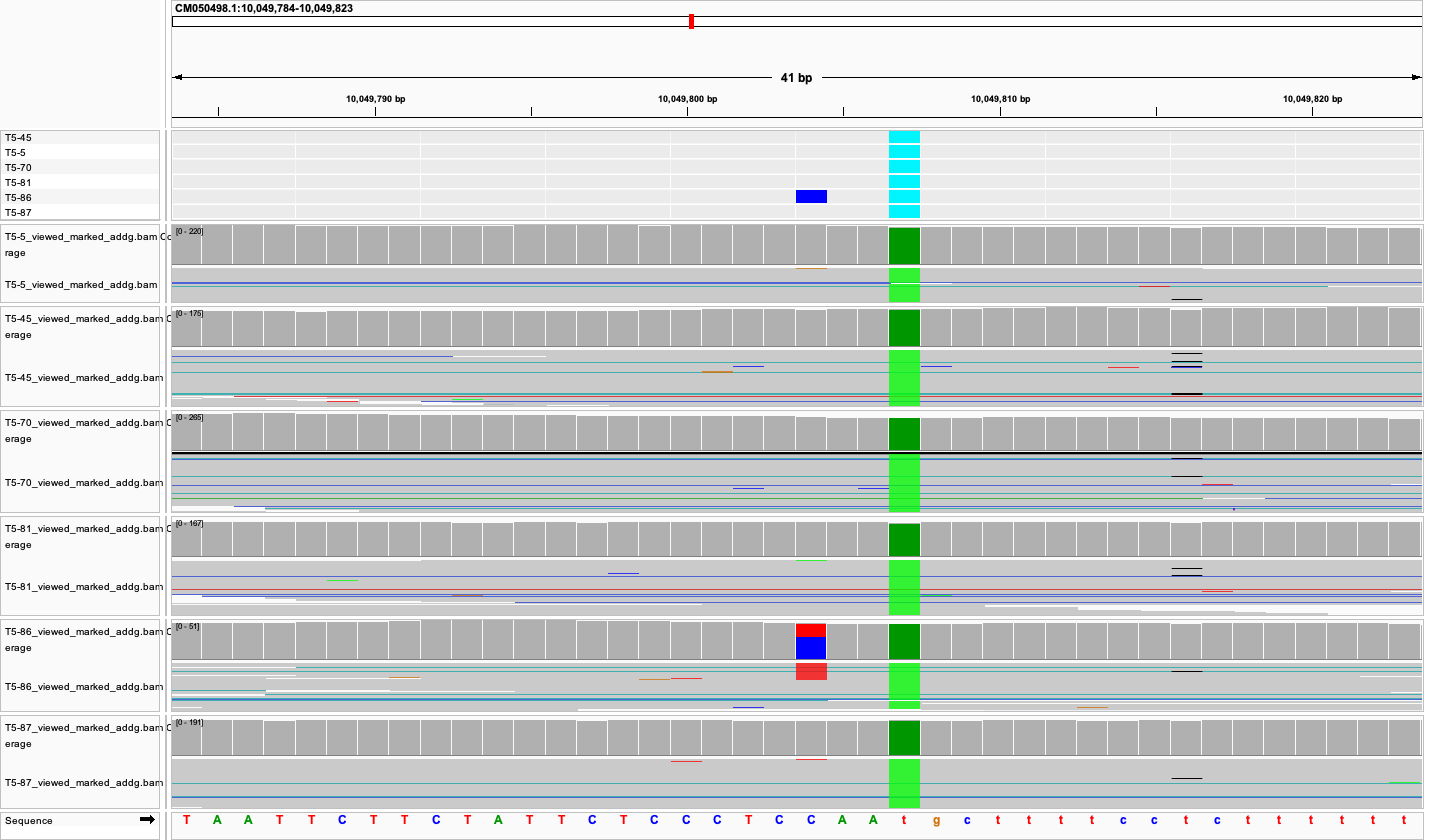 CM050498.1:10,049,784-10,049,823
41 bp
10,049,790 bp 10,049,800 bp 10,049,810 bp 10,049,820 bp
T5-45
T5-5
T5-70
T5-81
T5-86
T5-87
T5-5_viewed_marked_addg.bam Co
rage
[0 - 220]
T5-5_viewed_marked_addg.bam
T5-45_viewed_marked_addg.bam C
erage
[0 - 175]
T5-45_viewed_marked_addg.bam
T5-70_viewed_marked_addg.bam C
erage
[0 - 265]
T5-70_viewed_marked_addg.bam
T5-81_viewed_marked_addg.bam C
erage
[0 - 167]
T5-81_viewed_marked_addg.bam
T5-86_viewed_marked_addg.bam C
erage
[0 - 51]
T5-86_viewed_marked_addg.bam
T5-87_viewed_marked_addg.bam C
erage
[0 - 191]
T5-87_viewed_marked_addg.bam
Sequence T A A T T C T T C T A T T C T C C C T C C A A t g c t t t t c c t c t t t t t t